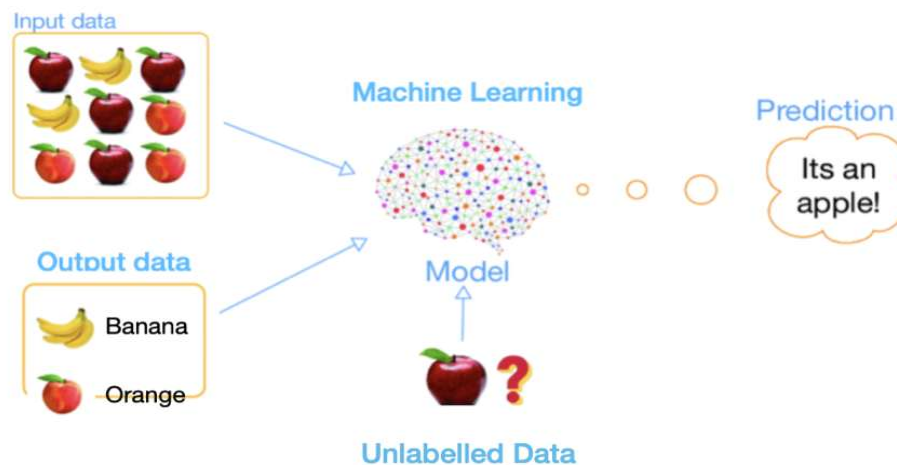 Input data
Machine Learning
Prediction
Its an
apple!
Output data
Model
Banana
Orange
?
Unlabelled Data